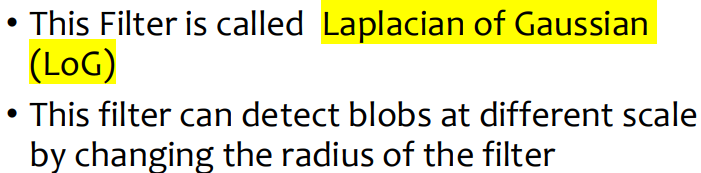 • This Filter is called Laplacian of Gaussian
(LoG)
• This filter can detect blobs at different scale
by changing the radius of the filter